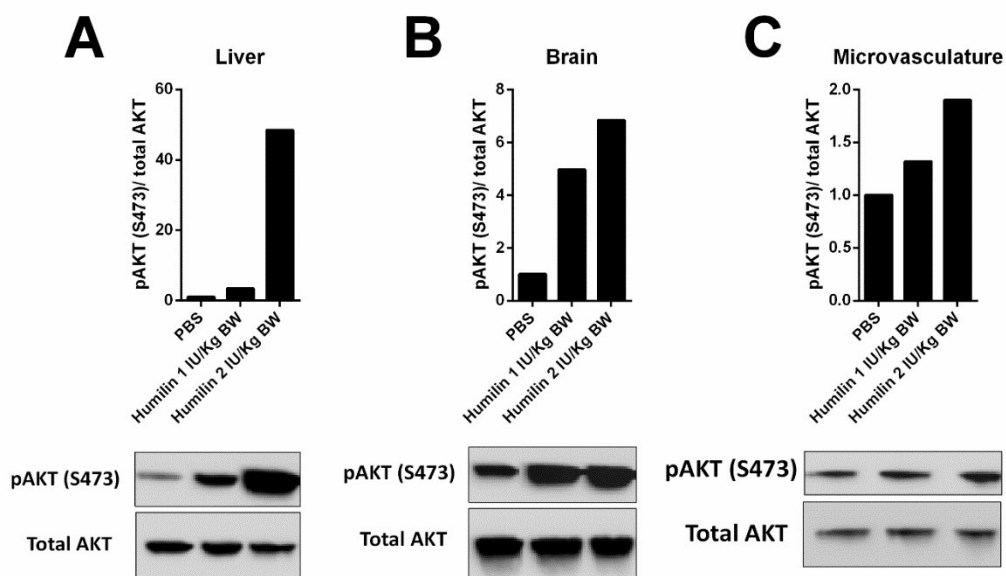 A
Liver
pAKT (S473)/ total AKT
60
40
20
0
PBS
Humilin 1 IU/Kg BW
Humilin 2 IU/Kg BW
pAKT (S473)
Total AKT
B
Brain
pAKT (S473)/ total AKT
8
6
4
2
0
PBS
Humilin 1 IU/Kg BW
Humilin 2 IU/Kg BW
pAKT (S473)
Total AKT
C
Microvasculature
pAKT (S473)/ total AKT
2.0
1.5
1.0
0.5
0.0
PBS
Humilin 1 IU/Kg BW
Humilin 2 IU/Kg BW
pAKT (S473)
Total AKT